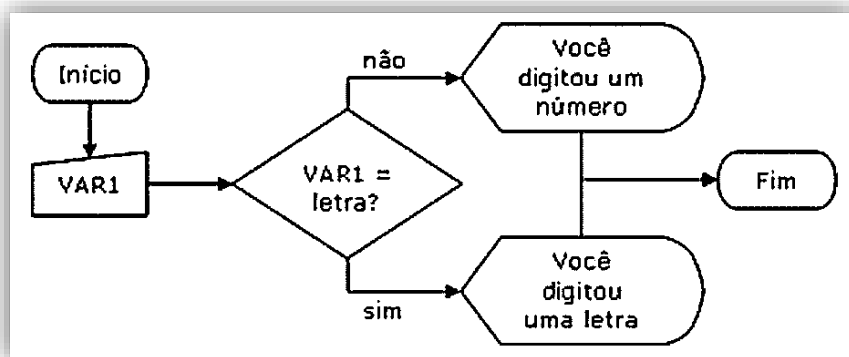 Início
VAR1
VAR1 =
letra?
não
Você
digitou um
número
sim
Você
digitou
uma letra
Fim